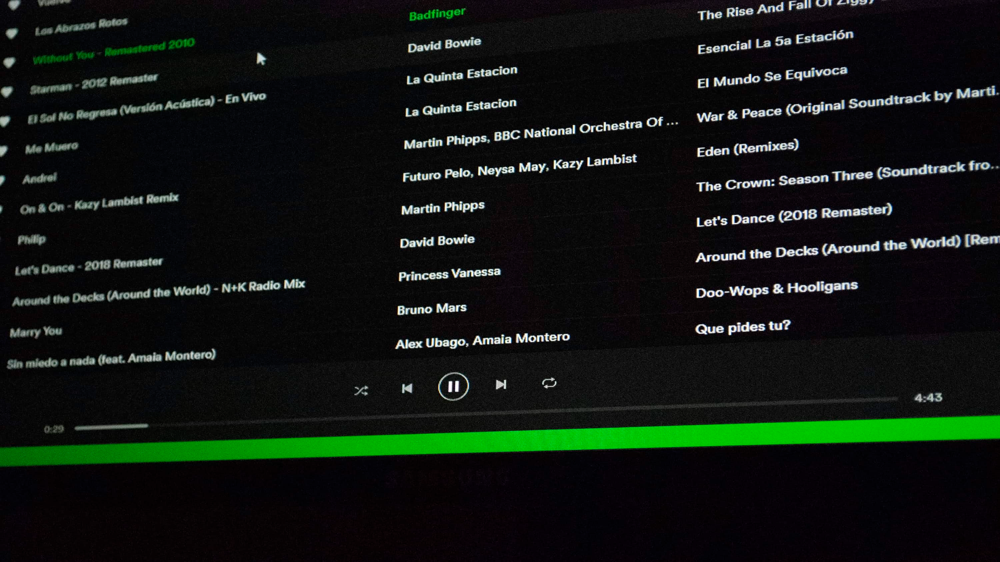 Vuelvo
Los Abrazos Rotos
Without You - Remastered 2010 Badfinger
Starman - 2012 Remaster David Bowie The Rise And Fall Of Ziggy
El Sol No Regresa (Versión Acústica) - En Vivo La Quinta Estacion Esencial La 5a Estación
Me Muero La Quinta Estacion El Mundo Se Equivoca
Andrei Martin Phipps, BBC National Orchestra Of ... War & Peace (Original Soundtrack by Marti...
On & On - Kazy Lambist Remix Futuro Pelo, Neysa May, Kazy Lambist Eden (Remixes)
Philip Martin Phipps The Crown: Season Three (Soundtrack fro...
Let's Dance - 2018 Remaster David Bowie Let's Dance (2018 Remaster)
Around the Decks (Around the World) - N+K Radio Mix Princess Vanessa Around the Decks (Around the World) [Rem
Marry You Bruno Mars Doo-Wops & Hooligans
Sin miedo a nada (feat. Amaia Montero) Alex Ubago, Amaia Montero Que pides tu?
0:29 4:43